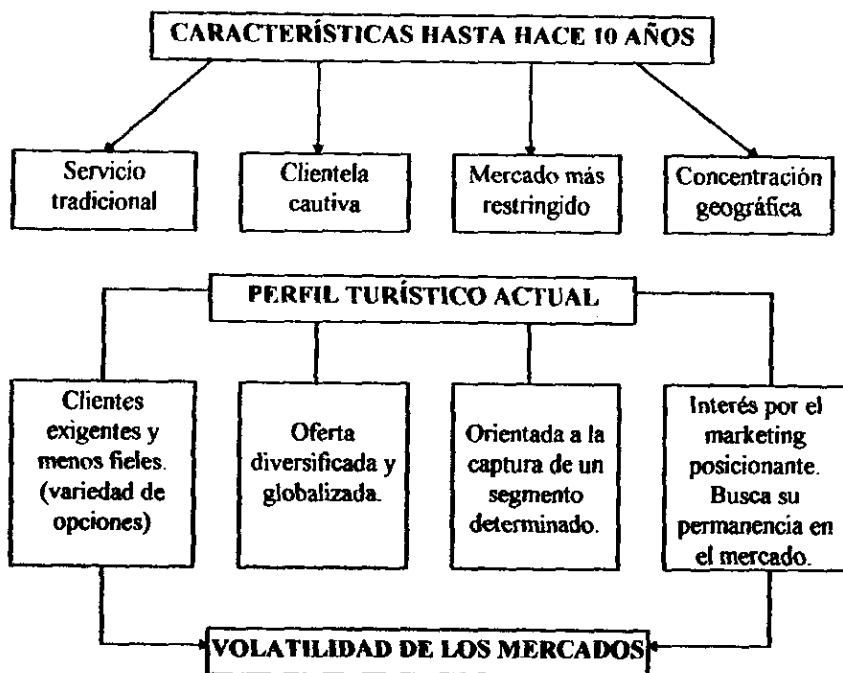 CARACTERÍSTICAS HASTA HACE 10 AÑOS
Servicio
tradicional
Clientela
cautiva
Mercado más
restringido
Concentración
geográfica
PERFIL TURÍSTICO ACTUAL
Clientes
exigentes y
menos fieles.
(variedad de
opciones)
Oferta
diversificada y
globalizada.
Orientada a la
captura de un
segmento
determinado.
Interés por el
marketing
posicionante.
Busca su
permanencia en
el mercado.
VOLATILIDAD DE LOS MERCADOS